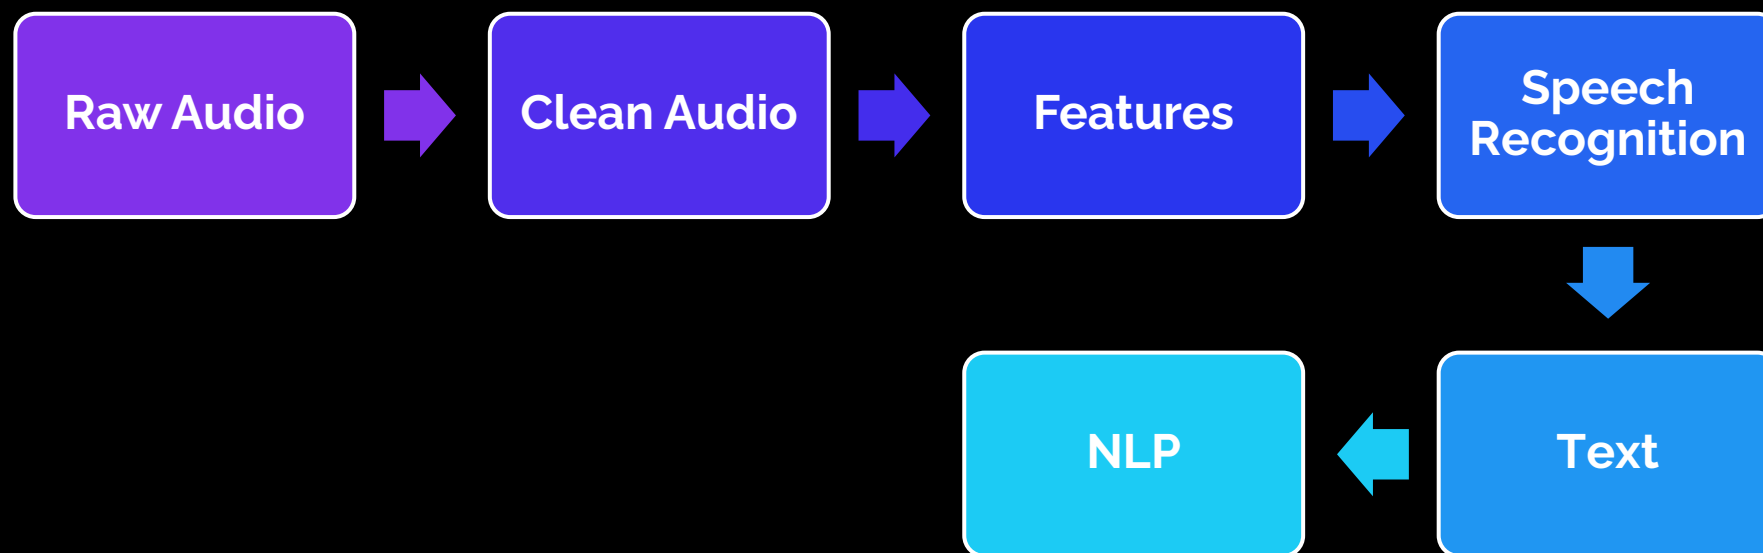 Raw Audio
Clean Audio
Features
Speech
Recognition
Text
NLP